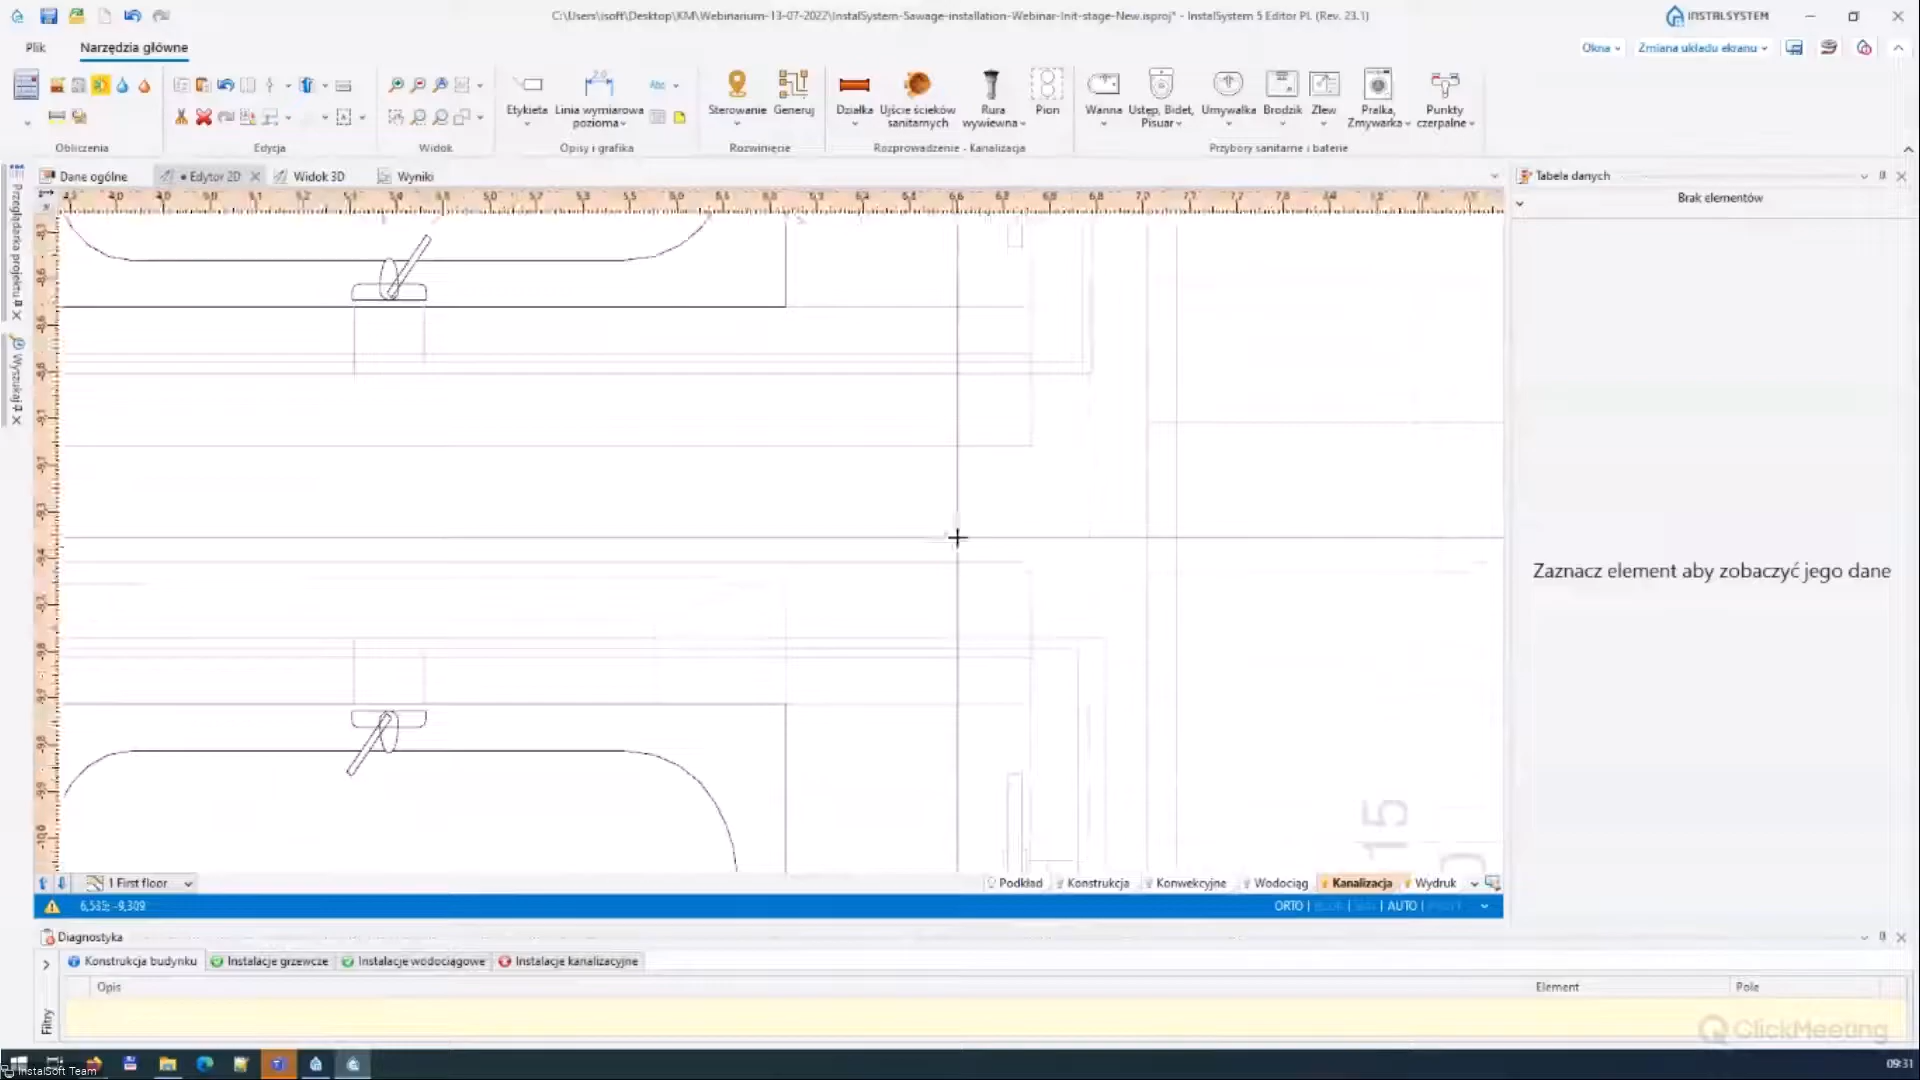 C:\Users\isoft\Desktop\KM\Webinarium-13-07-2022\InstalSystem-Sawage-installation-Webinar-Init-stage-New.isproj* - InstalSystem 5 Editor PL (Rev. 23.1)
INSTALSYSTEM
Plik
Narzędzia główne
Okna
Zmiana układu ekranu
Abc
Etykieta
Linia wymiarowa
pozioma
Sterowanie
Generuj
Działka
Ujście ścieków
sanitarnych
Rura
wywiewna
Pion
Wanna
Ustęp, Bidet,
Pisuar
Umywalka
Brodzik
Zlew
Pralka,
Zmywarka
Punkty
czerpalne
Obliczenia
Edycja
Widok
Opisy i grafika
Rozwinięcie
Rozprowadzenie - Kanalizacja
Przybory sanitarne i baterie
Dane ogólne
Edytor 2D
Widok 3D
Wyniki
Tabela danych
Brak elementów
Przeglądarka projektu
Wyszukaj
Zaznacz element aby zobaczyć jego dane
15
1 First floor
Podkład
Konstrukcja
Konwekcyjne
Wodociąg
Kanalizacja
Wydruk
ORTO
AUTO
Diagnostyka
Konstrukcja budynku
Instalacje grzewcze
Instalacje wodociągowe
Instalacje kanalizacyjne
Opis
Element
Pole
Filtry
ClickMeeting
InstalSoft Team
09:31